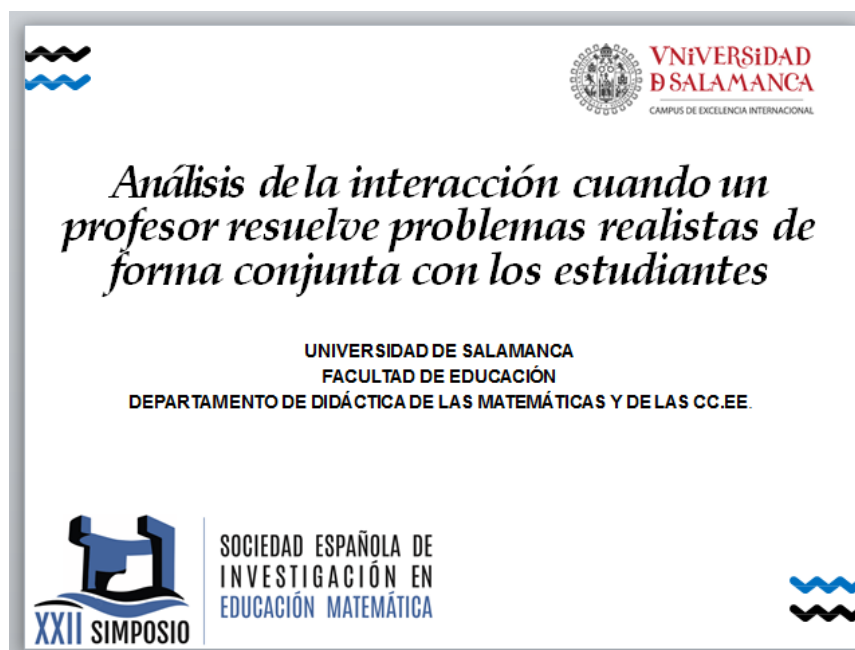 VNiVERSiDAD
D SALAMANCA
CAMPUS DE EXCELENCIA INTERNACIONAL
Análisis de la interacción cuando un
profesor resuelve problemas realistas de
forma conjunta con los estudiantes
UNIVERSIDAD DE SALAMANCA
FACULTAD DE EDUCACIÓN
DEPARTAMENTO DE DIDÁCTICA DE LAS MATEMÁTICAS Y DE LAS CC.EE.
SOCIEDAD ESPAÑOLA DE
INVESTIGACIÓN EN
EDUCACIÓN MATEMÁTICA
XXII SIMPOSIO